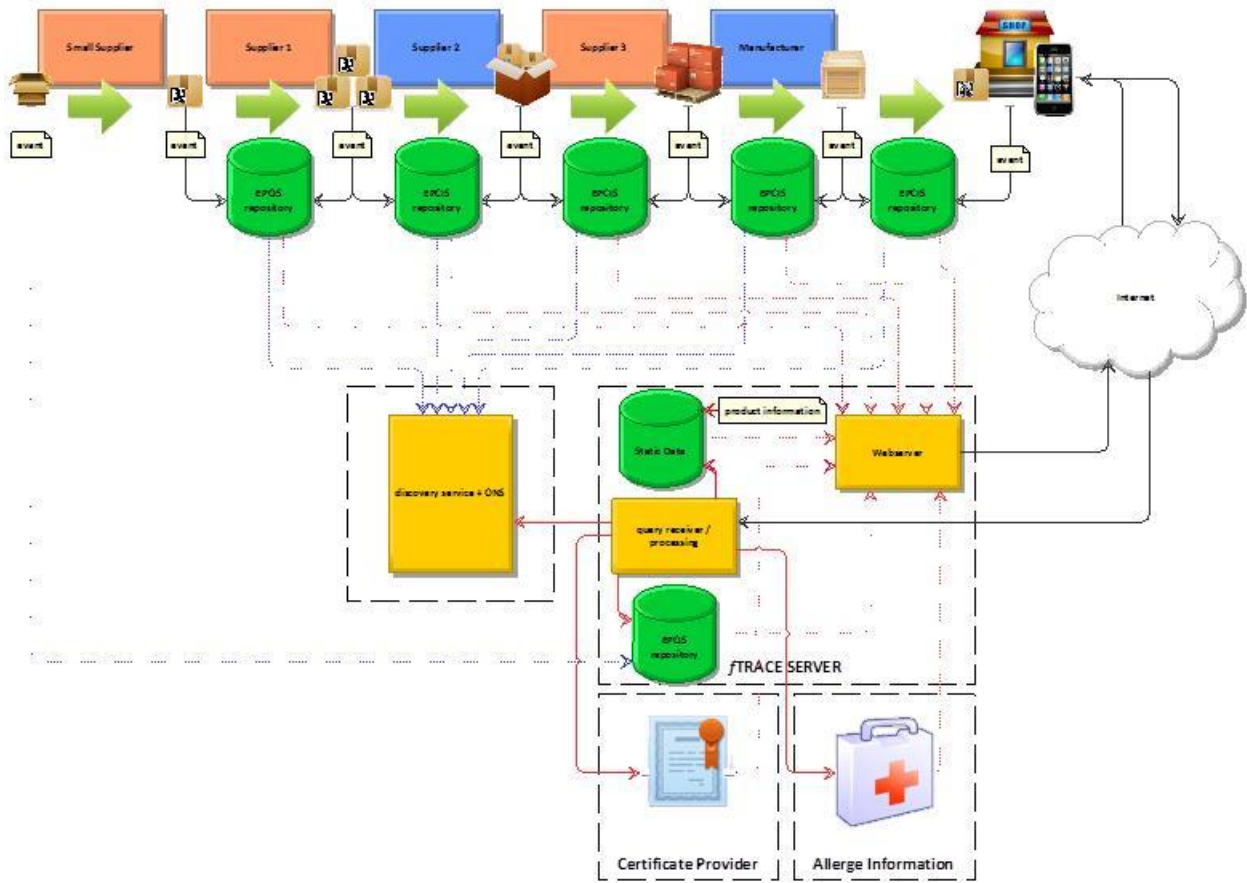 Small Supplier
Supplier 1
Supplier 2
Supplier 3
Manufacturer
SHOP
event
event
event
event
event
event
event
EPCIS
repository
EPCIS
repository
EPCIS
repository
EPCIS
repository
EPCIS
repository
Internet
product information
Static Data
Webserver
discovery service + ONS
query receiver /
processing
EPCIS
repository
fTRACE SERVER
Certificate Provider
Allerge Information